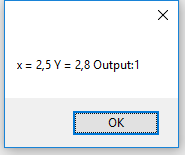 x = 2,5 Y = 2,8 Output:1
OK